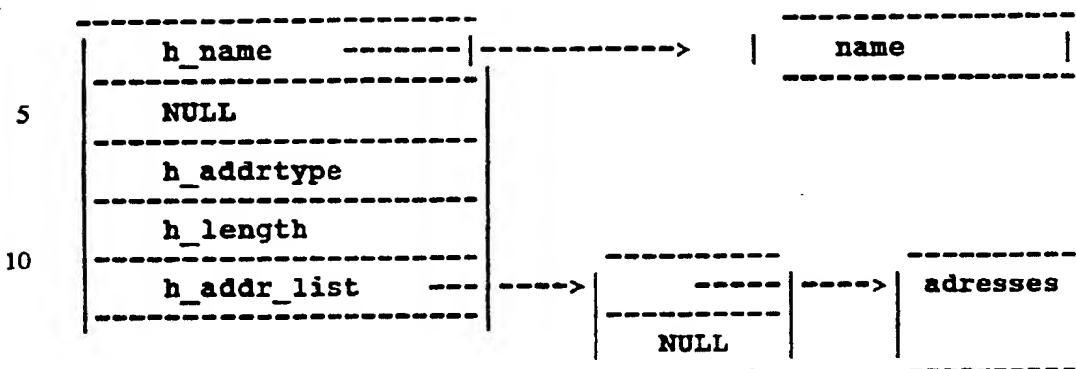 h_name name
5 NULL
h_addrtype
h_length
10
h_addr_list adresses
NULL